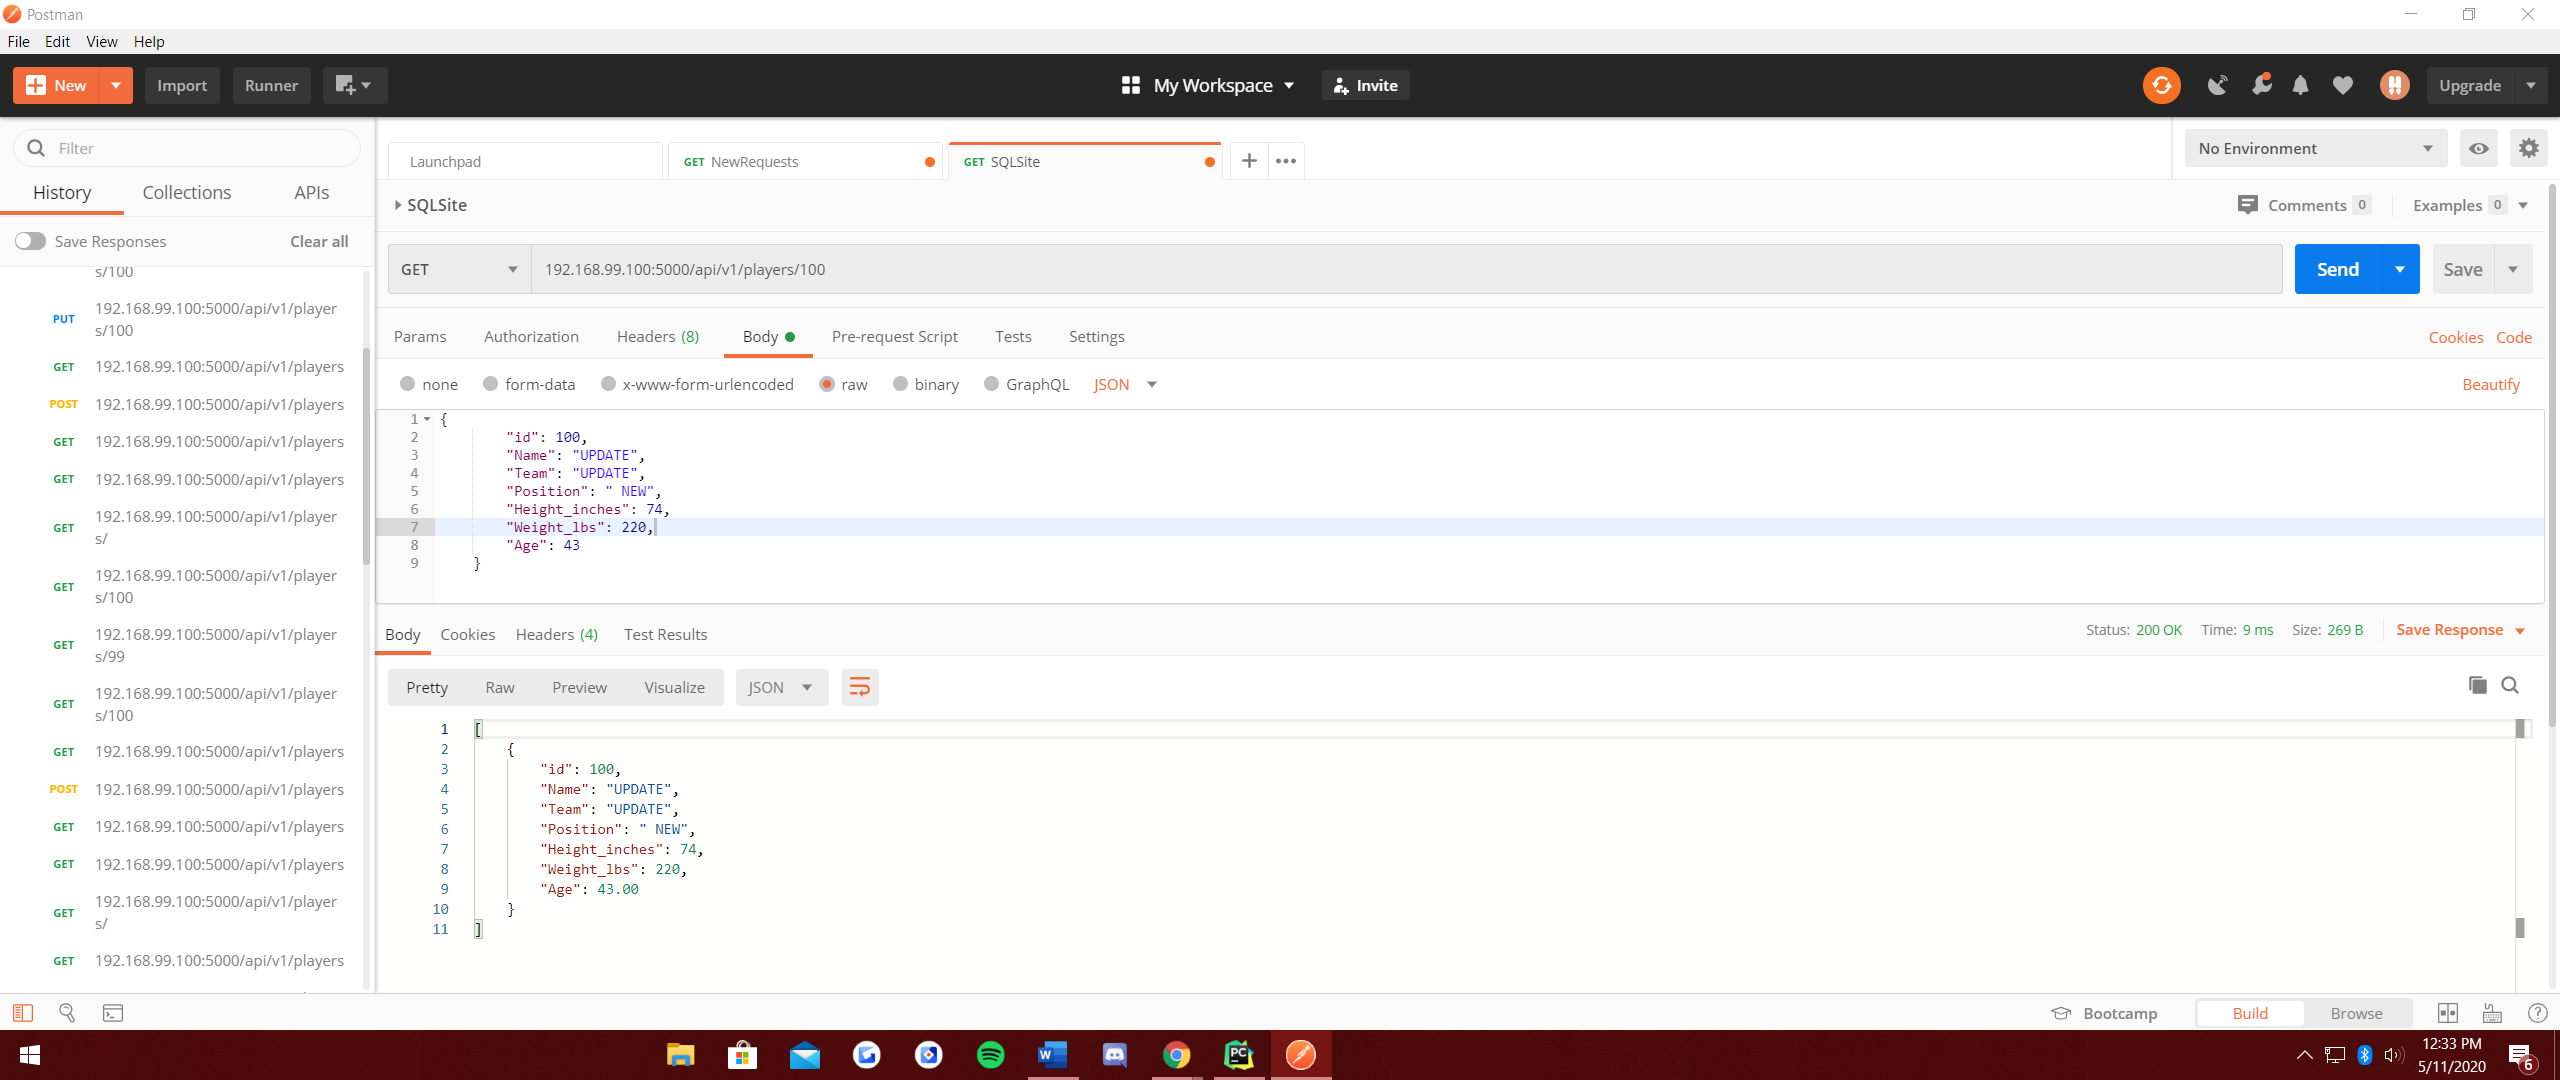 Postman
File Edit View Help
New Import Runner My Workspace Invite Upgrade
Filter
History Collections APIs
Save Responses Clear all
s/100
PUT 192.168.99.100:5000/api/v1/player
s/100
GET 192.168.99.100:5000/api/v1/players
POST 192.168.99.100:5000/api/v1/players
GET 192.168.99.100:5000/api/v1/players
GET 192.168.99.100:5000/api/v1/players
GET 192.168.99.100:5000/api/v1/player
s/
GET 192.168.99.100:5000/api/v1/player
s/100
GET 192.168.99.100:5000/api/v1/player
s/99
GET 192.168.99.100:5000/api/v1/player
s/100
GET 192.168.99.100:5000/api/v1/players
POST 192.168.99.100:5000/api/v1/players
GET 192.168.99.100:5000/api/v1/players
GET 192.168.99.100:5000/api/v1/players
GET 192.168.99.100:5000/api/v1/player
s/
GET 192.168.99.100:5000/api/v1/players
Launchpad GET NewRequests GET SQLSite No Environment
SQLSite Comments 0 Examples 0
GET 192.168.99.100:5000/api/v1/players/100 Send Save
Params Authorization Headers (8) Body Pre-request Script Tests Settings Cookies Code
none form-data x-www-form-urlencoded raw binary GraphQL JSON Beautify
1 {
2 "id": 100,
3 "Name": "UPDATE",
4 "Team": "UPDATE",
5 "Position": " NEW",
6 "Height_inches": 74,
7 "Weight_lbs": 220,
8 "Age": 43
9 }
Body Cookies Headers (4) Test Results Status: 200 OK Time: 9 ms Size: 269 B Save Response
Pretty Raw Preview Visualize JSON
1 [
2 {
3 "id": 100,
4 "Name": "UPDATE",
5 "Team": "UPDATE",
6 "Position": " NEW",
7 "Height_inches": 74,
8 "Weight_lbs": 220,
9 "Age": 43.00
10 }
11 ]
Bootcamp Build Browse
12:33 PM
5/11/2020
6